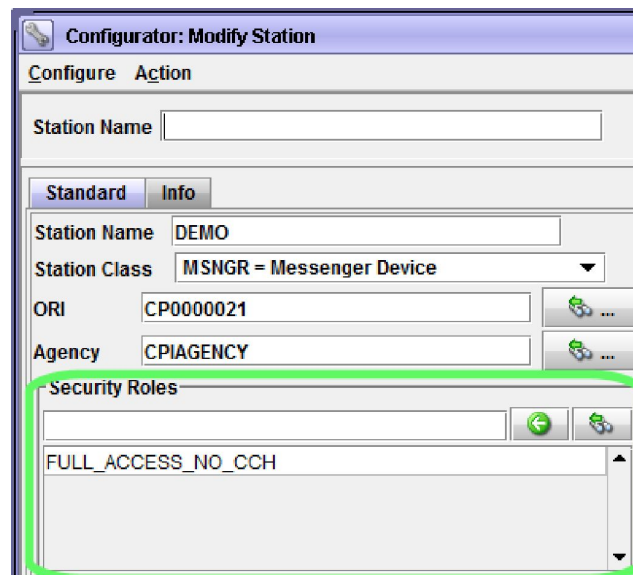 Configurator: Modify Station
Configure Action
Station Name
Standard Info
Station Name DEMO
Station Class MSNGR = Messenger Device
ORI CP0000021 ...
Agency CPIAGENCY ...
Security Roles
FULL_ACCESS_NO_CCH